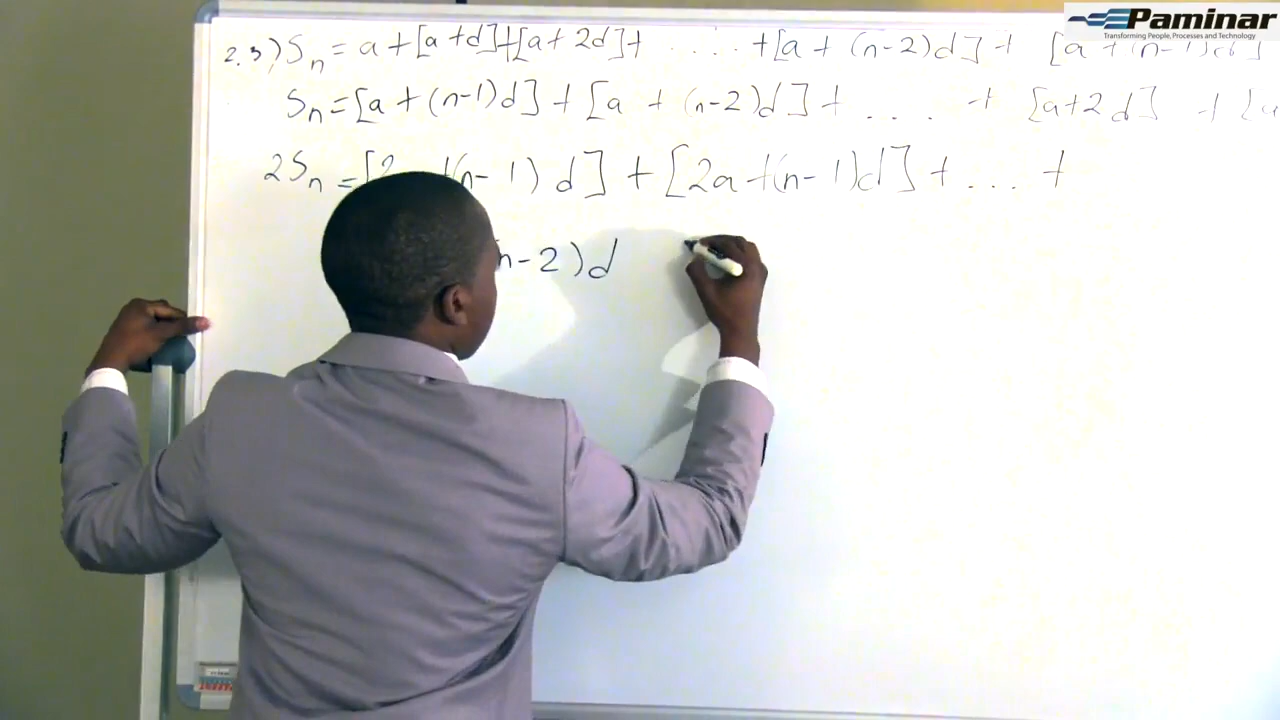 Paminar
Transforming People, Processes and Technology
2.3) Sn = a + [a + d] + [a + 2d] + ..... + [a + (n-2)d] + [a + (n-1)d]
Sn = [a + (n-1)d] + [a + (n-2)d] + .... + [a+2d] + [a
2Sn = [2 +(n-1)d] + [2a+(n-1)d] + ... +
n-2)d